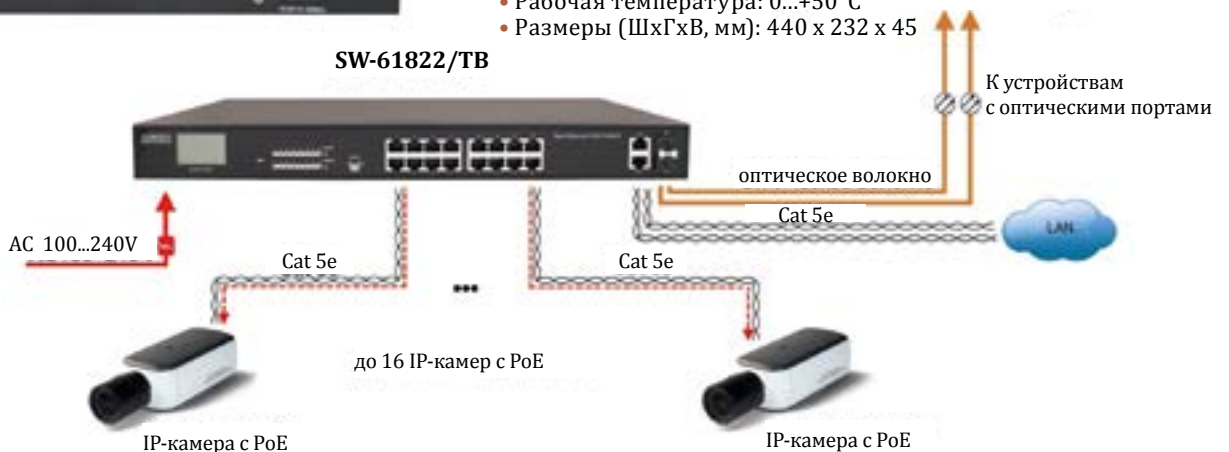 • Рабочая температура: 0...+50°C
• Размеры (ШхГхВ, мм): 440 x 232 x 45
SW-61822/TB
К устройствам
с оптическими портами
оптическое волокно
Cat 5e
LAN
AC 100...240V
Cat 5e
Cat 5e
...
до 16 IP-камер с PoE
IP-камера с PoE
IP-камера с PoE